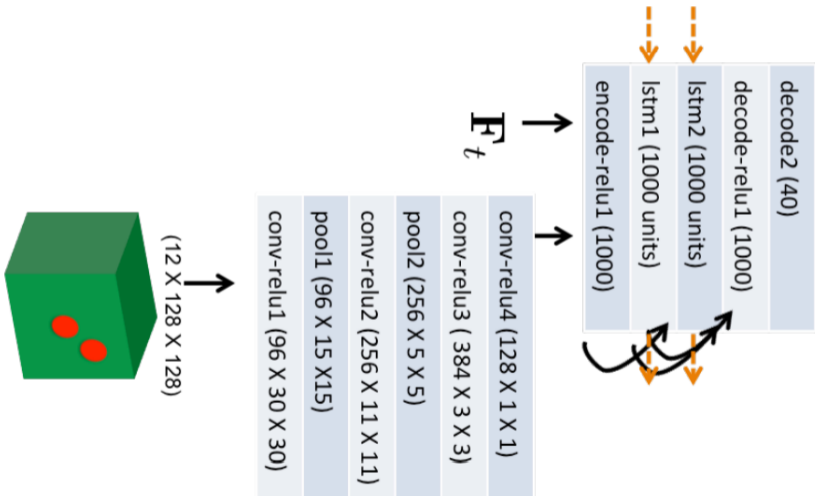 decode2 (40)
decode-relu1 (1000)
lstm2 (1000 units)
lstm1 (1000 units)
encode-relu1 (1000)
F_t
conv-relu4 (128 X 1 X 1)
conv-relu3 ( 384 X 3 X 3)
pool2 (256 X 5 X 5)
conv-relu2 (256 X 11 X 11)
pool1 (96 X 15 X15)
conv-relu1 (96 X 30 X 30)
(12 X 128 X 128)